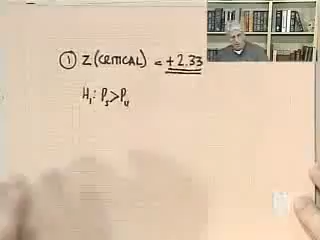 ① Z (CRITICAL) = +2.33
H₁: Pₛ>Pᵤ